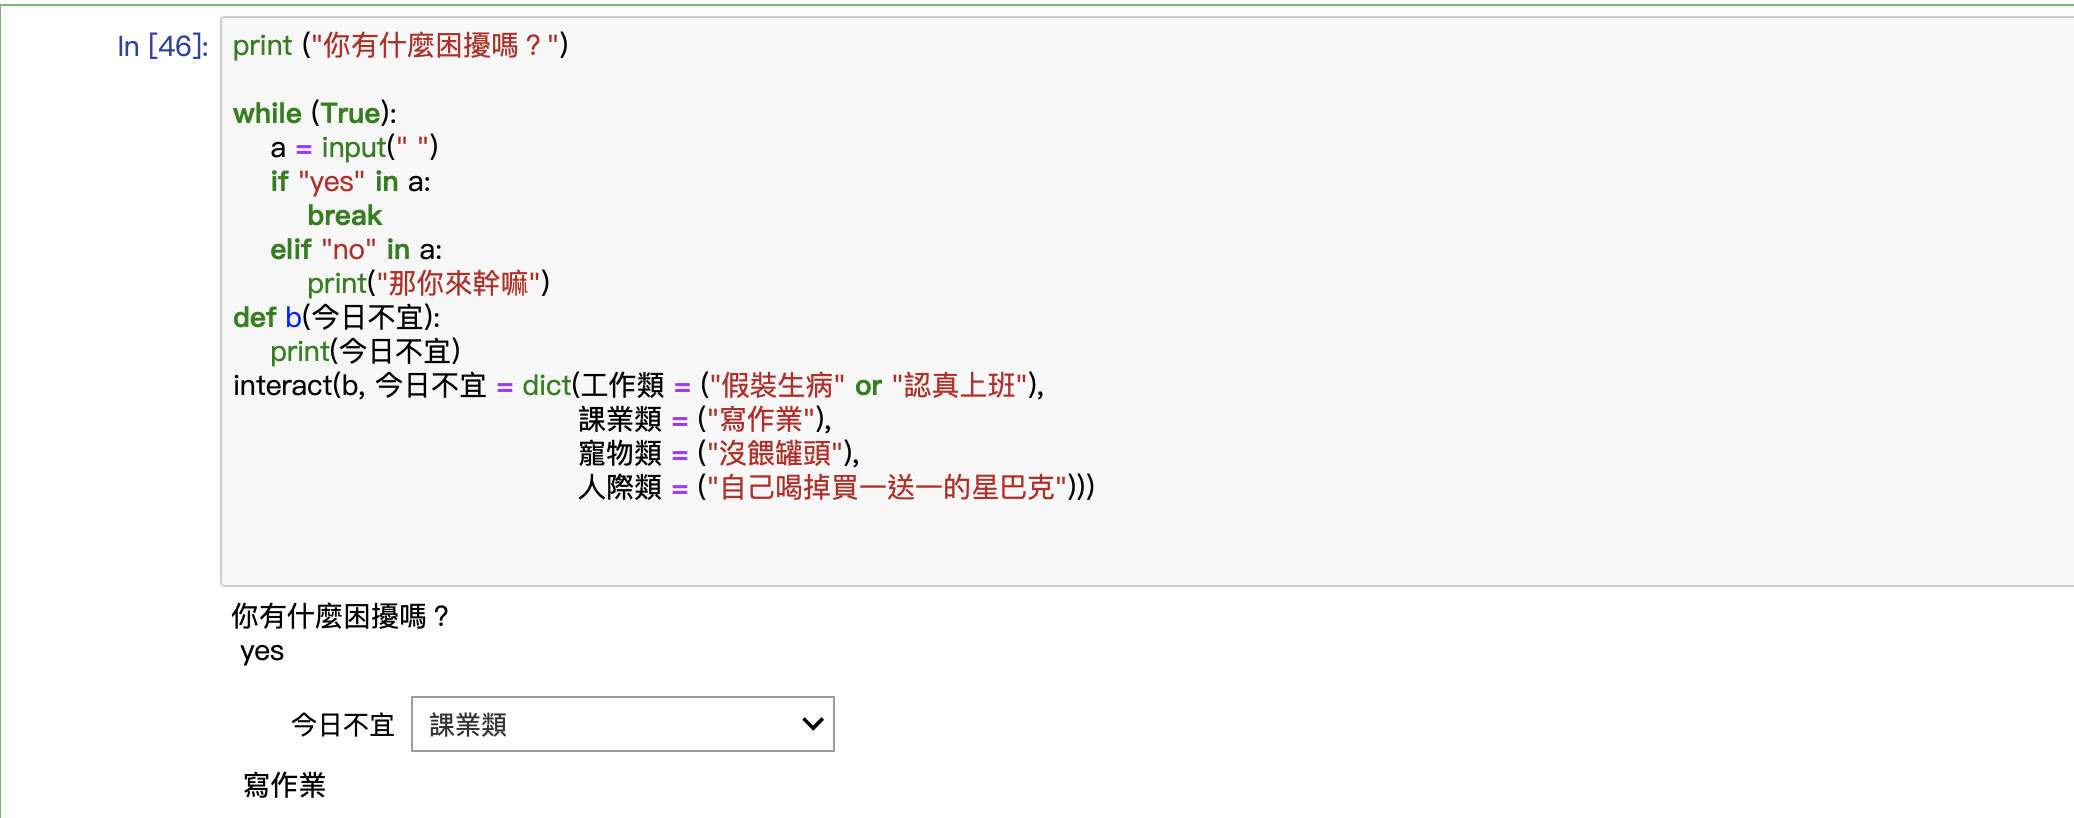 In [46]: print ("你有什麼困擾嗎？")
while (True):
a = input(" ")
if "yes" in a:
break
elif "no" in a:
print("那你來幹嘛")
def b(今日不宜):
print(今日不宜)
interact(b, 今日不宜 = dict(工作類 = ("假裝生病" or "認真上班"),
課業類 = ("寫作業"),
寵物類 = ("沒餵罐頭"),
人際類 = ("自己喝掉買一送一的星巴克")))
你有什麼困擾嗎？
yes
今日不宜 課業類
寫作業